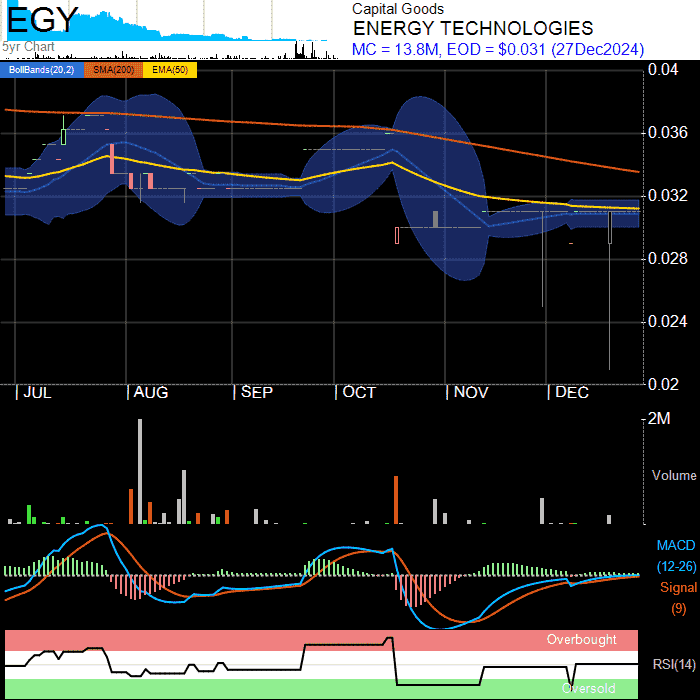 EGY
5yr Chart
Capital Goods
ENERGY TECHNOLOGIES
MC = 13.8M, EOD = $0.031 (27Dec2024)
BollBands(20,2) SMA(200) EMA(50)
0.04
0.036
0.032
0.028
0.024
0.02
JUL AUG SEP OCT NOV DEC
2M
Volume
MACD
(12-26)
Signal
(9)
Overbought
RSI(14)
Oversold